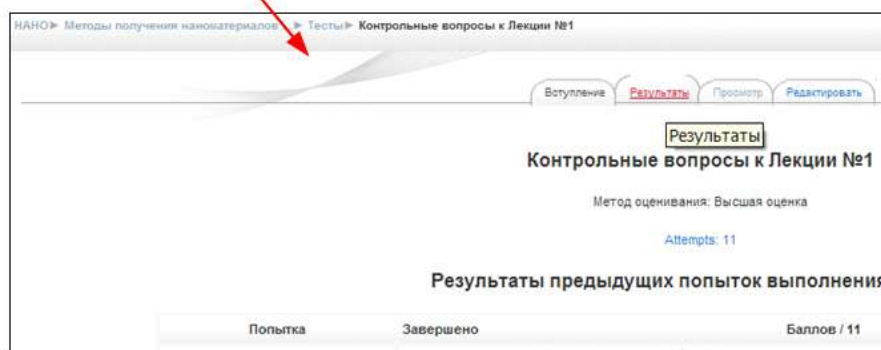 НАНО► Методы получения наноматериалов ► Тесты► Контрольные вопросы к Лекции №1
Вступление Результаты Просмотр Редактировать
Результаты
Контрольные вопросы к Лекции №1
Метод оценивания: Высшая оценка
Attempts: 11
Результаты предыдущих попыток выполнения
Попытка Завершено Баллов / 11